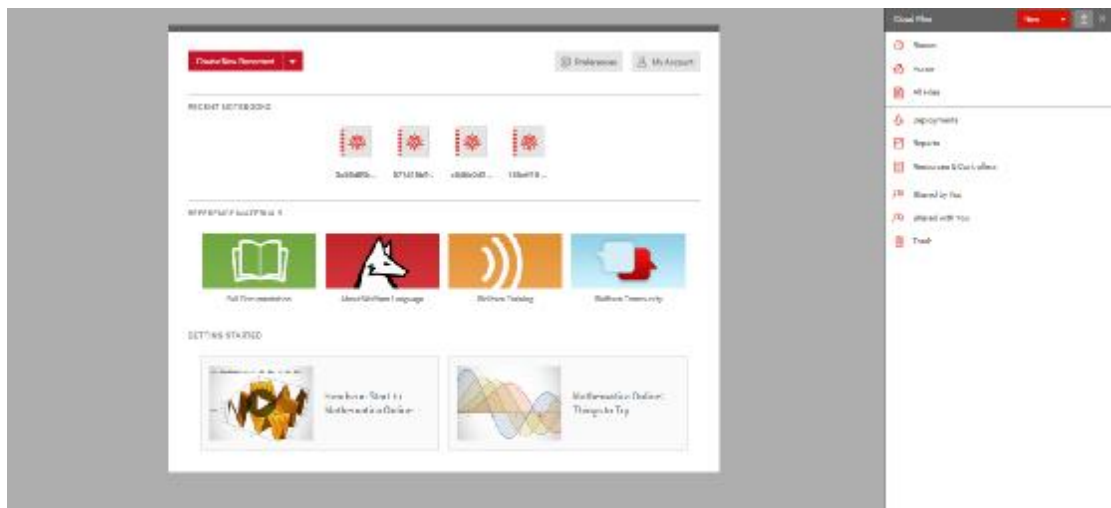 Cloud Files
New
Create New Document
Preferences
My Account
RECENT NOTEBOOKS
REFERENCE MATERIALS
Full Documentation
About Wolfram Language
Wolfram Training
Wolfram Community
GETTING STARTED
Hands-on Start to
Mathematica Online
Mathematica Online:
Things to Try
Recent
Home
All Files
Deployments
Reports
Resources & Controllers
Shared by You
Shared with You
Trash